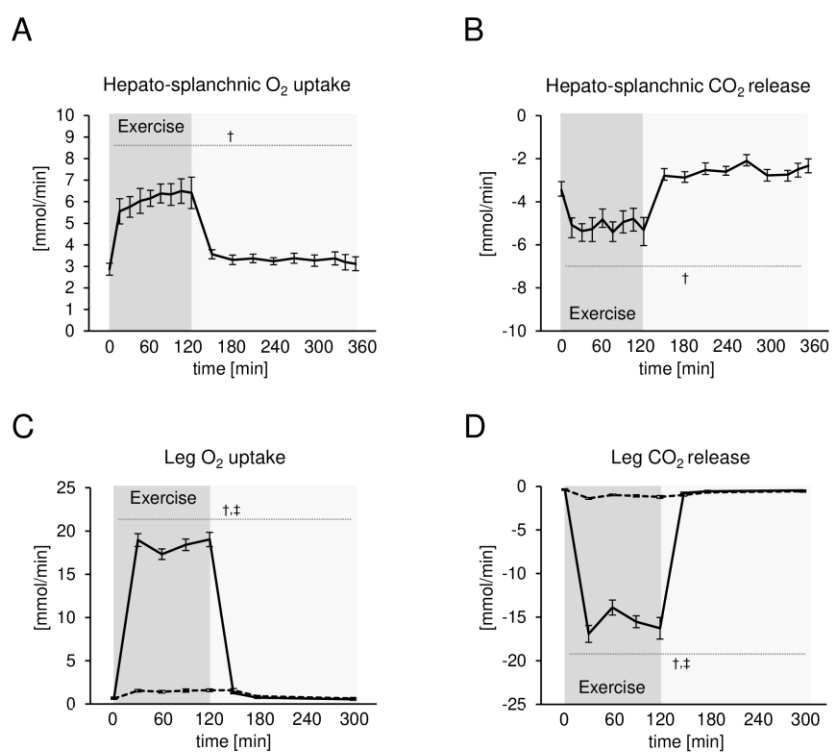 A
Hepato-splanchnic O₂ uptake
10
9
8
7
6
5
4
3
2
1
0
[mmol/min]
Exercise
†
0 60 120 180 240 300 360
time [min]
B
Hepato-splanchnic CO₂ release
0
-2
-4
-6
-8
-10
[mmol/min]
†
Exercise
0 60 120 180 240 300 360
time [min]
C
Leg O₂ uptake
25
20
15
10
5
0
[mmol/min]
Exercise
†,‡
0 60 120 180 240 300
time [min]
D
Leg CO₂ release
0
-5
-10
-15
-20
-25
[mmol/min]
†,‡
Exercise
0 60 120 180 240 300
time [min]